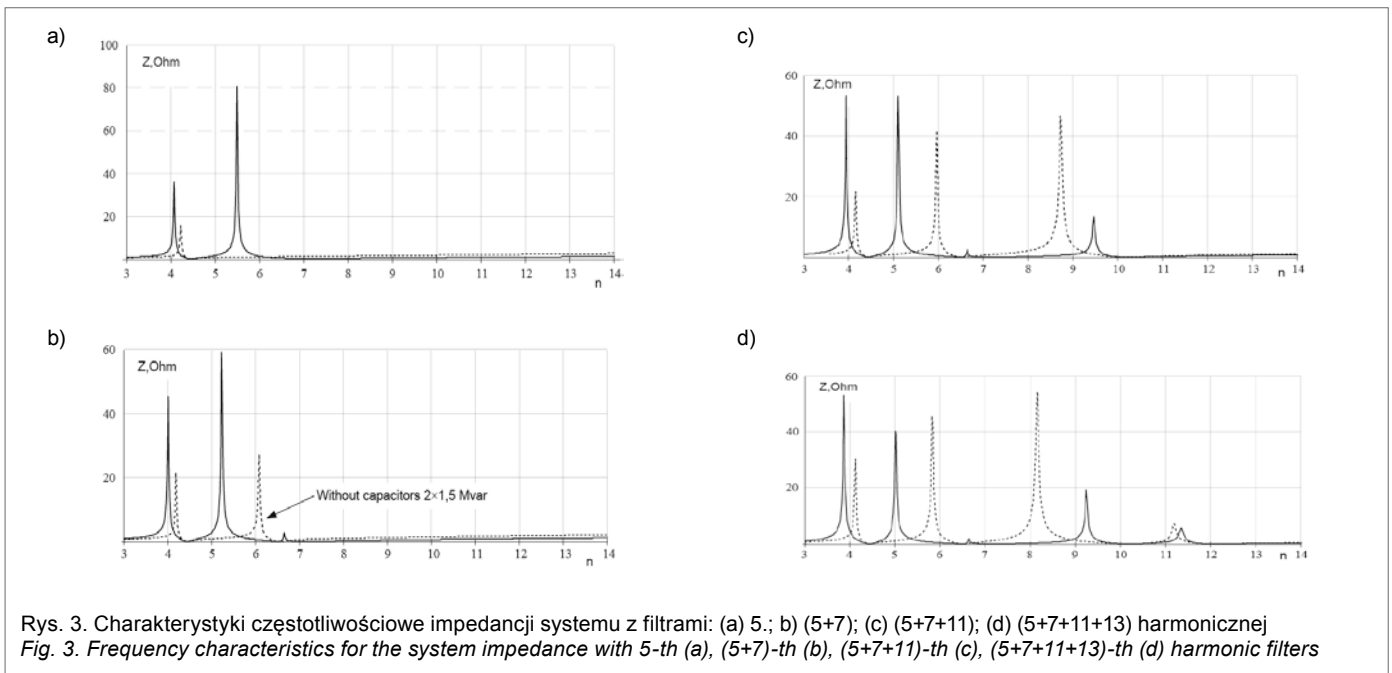 a)
100
Z,Ohm
80
60
40
20
3 4 5 6 7 8 9 10 11 12 13 14
n
b)
60
Z,Ohm
40
20
Without capacitors 2×1,5 Mvar
3 4 5 6 7 8 9 10 11 12 13 14
n
c)
60
Z,Ohm
40
20
3 4 5 6 7 8 9 10 11 12 13 14
n
d)
60
Z,Ohm
40
20
3 4 5 6 7 8 9 10 11 12 13 14
n
Rys. 3. Charakterystyki częstotliwościowe impedancji systemu z filtrami: (a) 5.; b) (5+7); (c) (5+7+11); (d) (5+7+11+13) harmonicznej
Fig. 3. Frequency characteristics for the system impedance with 5-th (a), (5+7)-th (b), (5+7+11)-th (c), (5+7+11+13)-th (d) harmonic filters